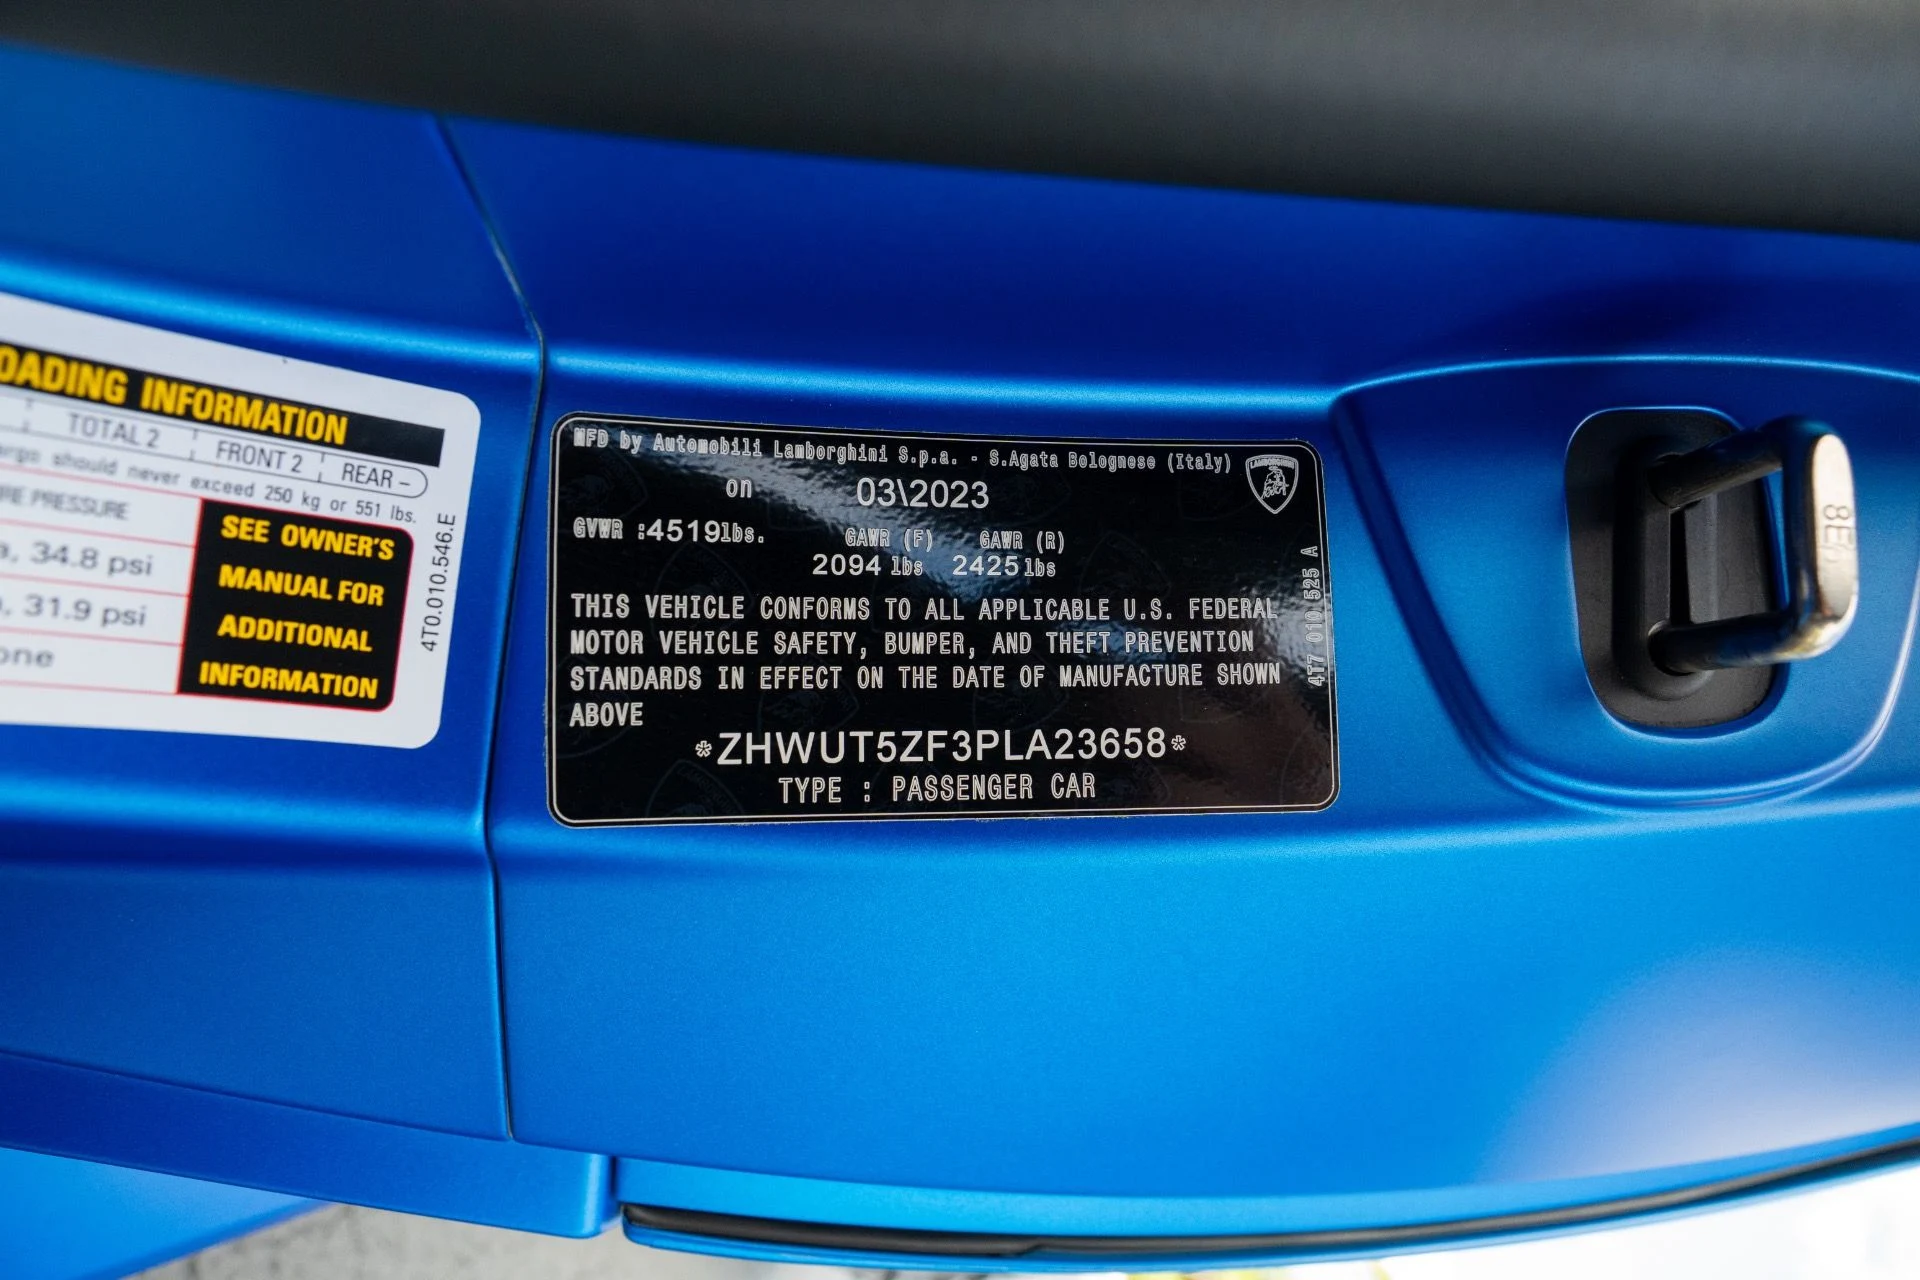 OADING INFORMATION
TOTAL 2 FRONT 2 REAR -
should never exceed 250 kg or 551 lbs.
RE PRESSURE
, 34.8 psi
, 31.9 psi
one
SEE OWNER'S
MANUAL FOR
ADDITIONAL
INFORMATION
4T0.010.546.E
MFD by Automobili Lamborghini S.p.a. - S.Agata Bolognese (Italy)
LAMBORGHINI
on 03\2023
GVWR :4519lbs. GAWR (F) GAWR (R)
2094 lbs 2425 lbs
THIS VEHICLE CONFORMS TO ALL APPLICABLE U.S. FEDERAL
MOTOR VEHICLE SAFETY, BUMPER, AND THEFT PREVENTION
STANDARDS IN EFFECT ON THE DATE OF MANUFACTURE SHOWN
ABOVE
*ZHWUT5ZF3PLA23658*
TYPE : PASSENGER CAR
4T7 010 525 A